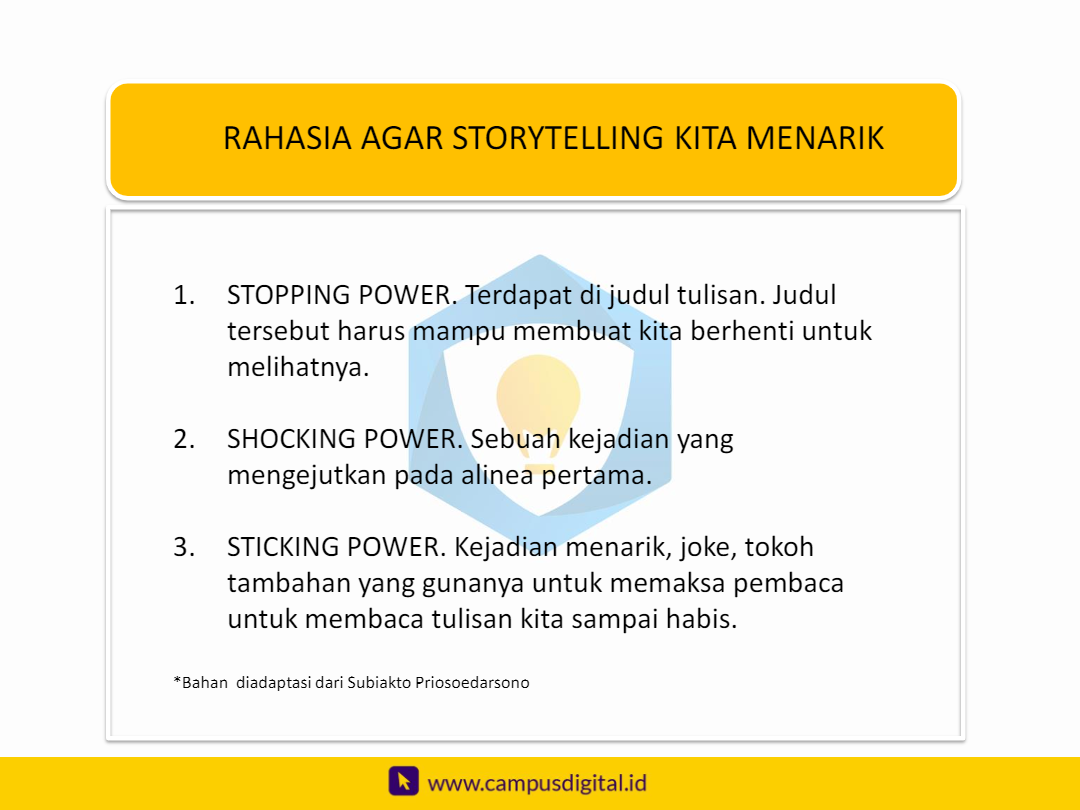 RAHASIA AGAR STORYTELLING KITA MENARIK
1. STOPPING POWER. Terdapat di judul tulisan. Judul
tersebut harus mampu membuat kita berhenti untuk
melihatnya.
2. SHOCKING POWER. Sebuah kejadian yang
mengejutkan pada alinea pertama.
3. STICKING POWER. Kejadian menarik, joke, tokoh
tambahan yang gunanya untuk memaksa pembaca
untuk membaca tulisan kita sampai habis.
*Bahan diadaptasi dari Subiakto Priosoedarsono
www.campusdigital.id